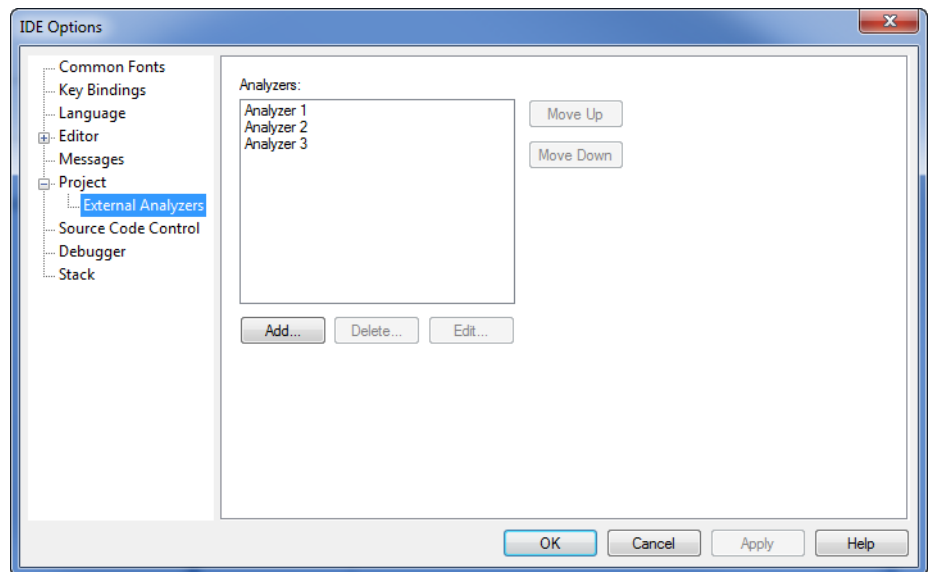 IDE Options
Common Fonts
Key Bindings
Language
Editor
Messages
Project
External Analyzers
Source Code Control
Debugger
Stack
Analyzers:
Analyzer 1
Analyzer 2
Analyzer 3
Move Up
Move Down
Add...
Delete...
Edit...
OK
Cancel
Apply
Help